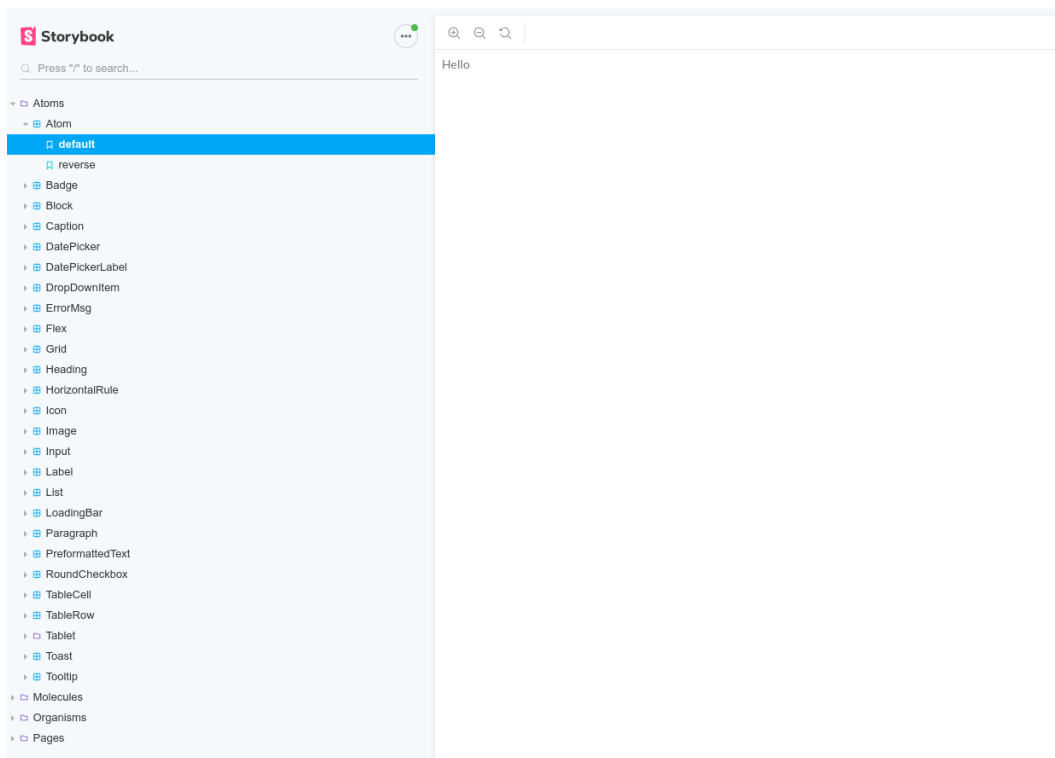 Storybook
Press "/" to search...
Atoms
Atom
default
reverse
Badge
Block
Caption
DatePicker
DatePickerLabel
DropDownItem
ErrorMsg
Flex
Grid
Heading
HorizontalRule
Icon
Image
Input
Label
List
LoadingBar
Paragraph
PreformattedText
RoundCheckbox
TableCell
TableRow
Tablet
Toast
Tooltip
Molecules
Organisms
Pages
Hello